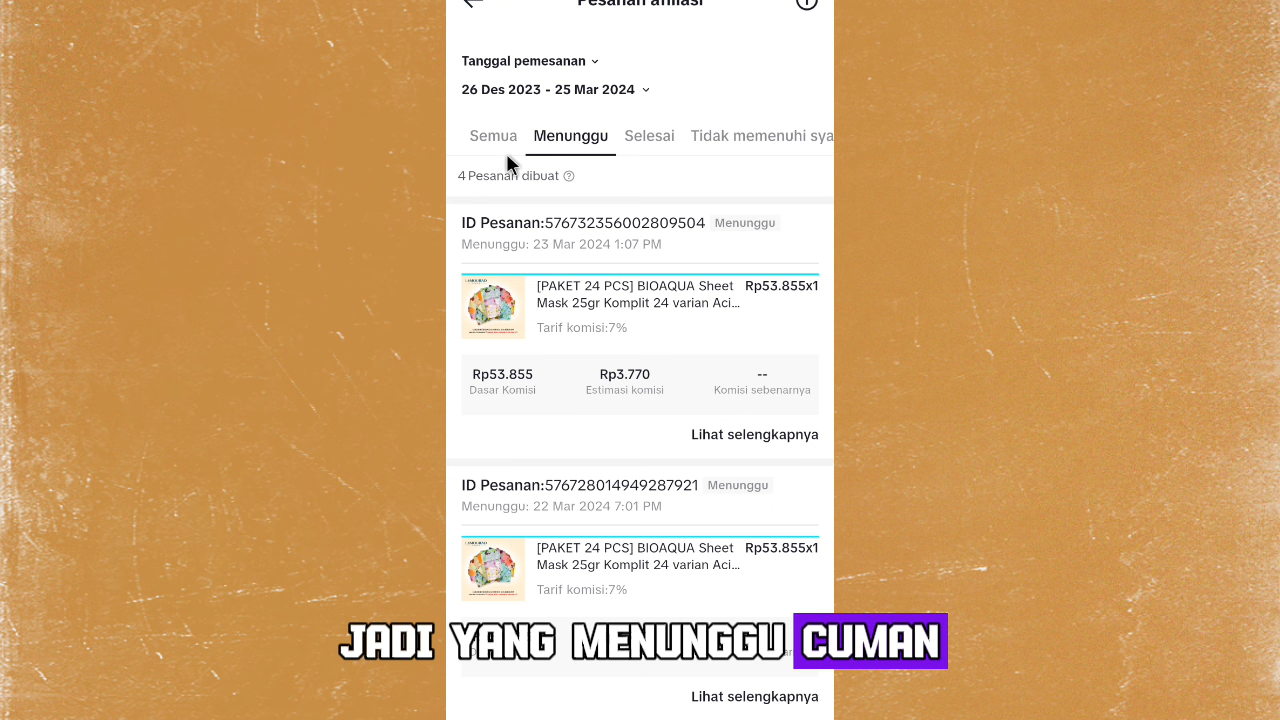 Pesanan afiliasi
Tanggal pemesanan
26 Des 2023 - 25 Mar 2024
Semua Menunggu Selesai Tidak memenuhi sya
4 Pesanan dibuat
ID Pesanan:576732356002809504 Menunggu
Menunggu: 23 Mar 2024 1:07 PM
[PAKET 24 PCS] BIOAQUA Sheet Rp53.855x1
Mask 25gr Komplit 24 varian Aci...
Tarif komisi:7%
Rp53.855 Rp3.770 --
Dasar Komisi Estimasi komisi Komisi sebenarnya
Lihat selengkapnya
ID Pesanan:576728014949287921 Menunggu
Menunggu: 22 Mar 2024 7:01 PM
[PAKET 24 PCS] BIOAQUA Sheet Rp53.855x1
Mask 25gr Komplit 24 varian Aci...
Tarif komisi:7%
JADI YANG MENUNGGU CUMAN
Lihat selengkapnya